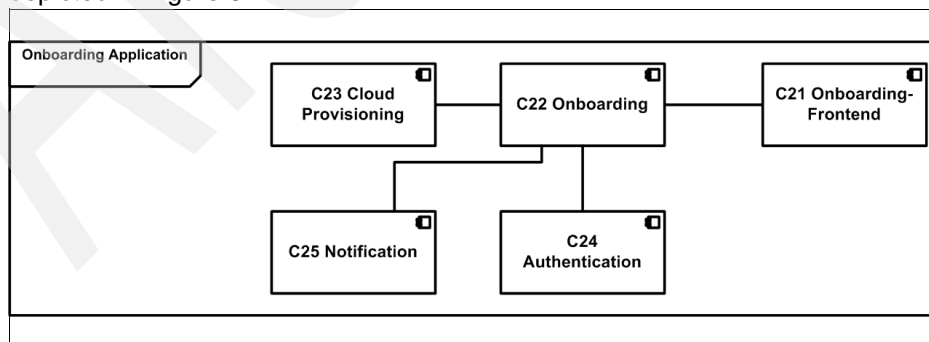 Onboarding Application
C23 Cloud
Provisioning
C22 Onboarding
C21 Onboarding-
Frontend
C25 Notification
C24
Authentication